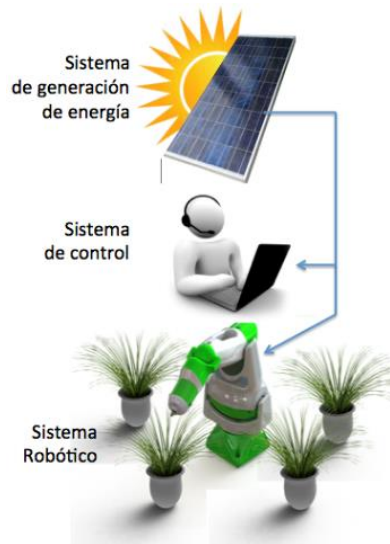 Sistema
de generación
de energía
Sistema
de control
Sistema
Robótico